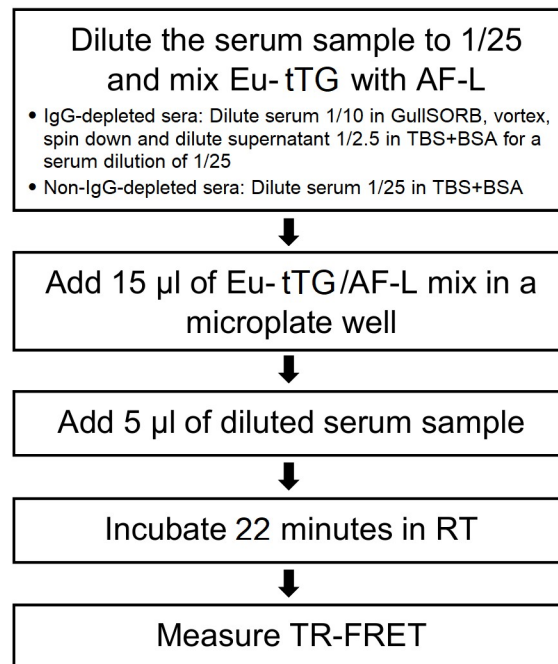 Dilute the serum sample to 1/25
and mix Eu-tTG with AF-L
• IgG-depleted sera: Dilute serum 1/10 in GullSORB, vortex,
spin down and dilute supernatant 1/2.5 in TBS+BSA for a
serum dilution of 1/25
• Non-IgG-depleted sera: Dilute serum 1/25 in TBS+BSA
Add 15 µl of Eu-tTG/AF-L mix in a
microplate well
Add 5 µl of diluted serum sample
Incubate 22 minutes in RT
Measure TR-FRET